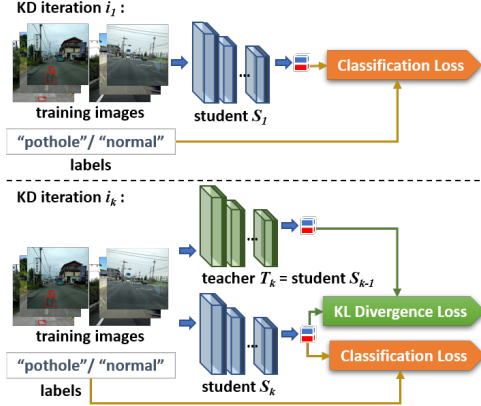 KD iteration i1 :
...
Classification Loss
training images
student S1
"pothole"/ "normal"
labels
KD iteration ik :
...
teacher Tk = student Sk-1
KL Divergence Loss
...
training images
Classification Loss
"pothole"/ "normal"
student Sk
labels